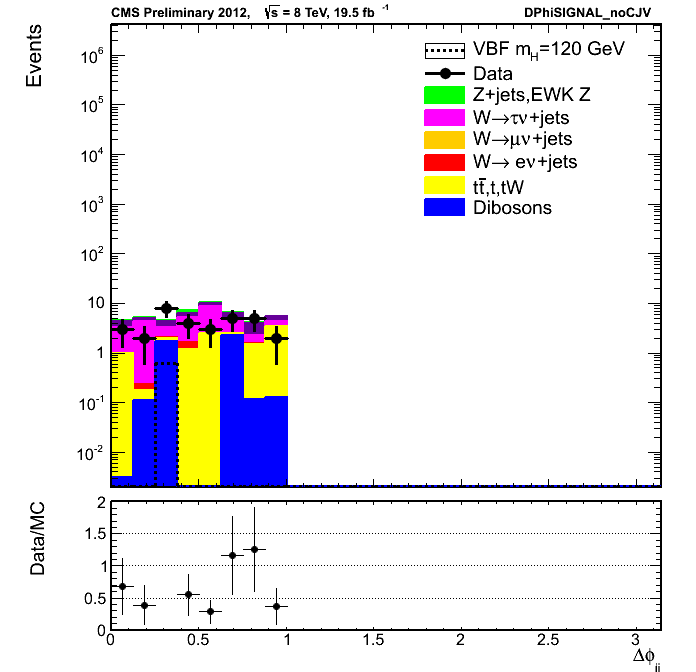 CMS Preliminary 2012, √s = 8 TeV, 19.5 fb⁻¹ DPhiSIGNAL_noCJV
Events
10⁶
10⁵
10⁴
10³
10²
10
1
10⁻¹
10⁻²
VBF m_H=120 GeV
Data
Z+jets,EWK Z
W→τν+jets
W→μν+jets
W→ eν+jets
tt̄,t,tW
Dibosons
Data/MC
2
1.5
1
0.5
0
0 0.5 1 1.5 2 2.5 3
Δϕ_jj